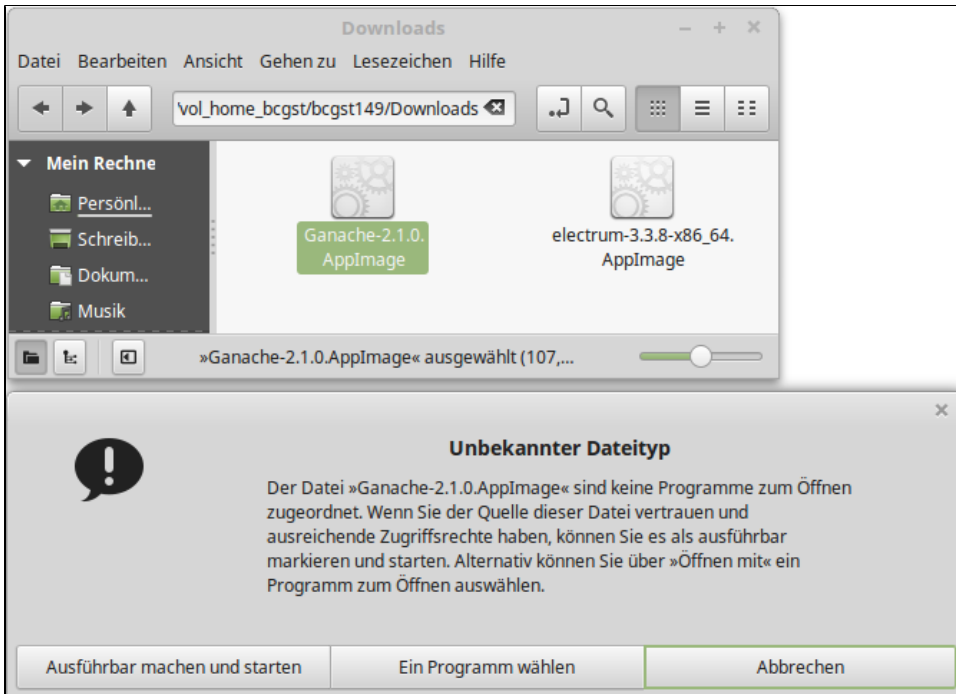 Downloads
Datei Bearbeiten Ansicht Gehen zu Lesezeichen Hilfe
vol_home_bcgst/bcgst149/Downloads
Mein Rechne
Persönl...
Schreib...
Dokum...
Musik
Ganache-2.1.0.
AppImage
electrum-3.3.8-x86_64.
AppImage
»Ganache-2.1.0.AppImage« ausgewählt (107,...
Unbekannter Dateityp
Der Datei »Ganache-2.1.0.AppImage« sind keine Programme zum Öffnen
zugeordnet. Wenn Sie der Quelle dieser Datei vertrauen und
ausreichende Zugriffsrechte haben, können Sie es als ausführbar
markieren und starten. Alternativ können Sie über »Öffnen mit« ein
Programm zum Öffnen auswählen.
Ausführbar machen und starten Ein Programm wählen Abbrechen